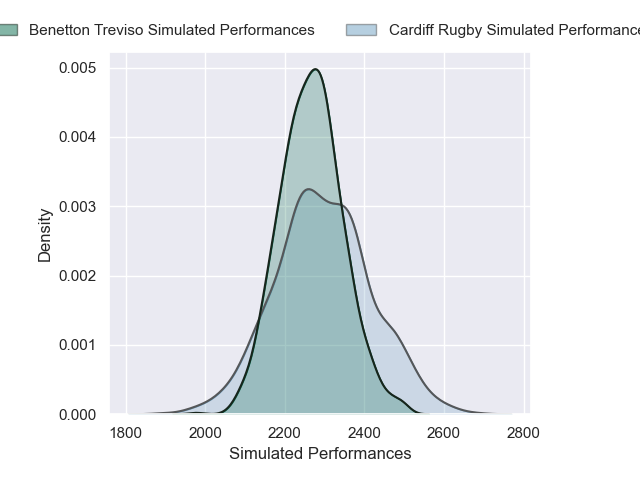 Benetton Treviso Simulated Performances
Cardiff Rugby Simulated Performance
0.005
0.004
0.003
0.002
0.001
0.000
Density
1800 2000 2200 2400 2600 2800
Simulated Performances